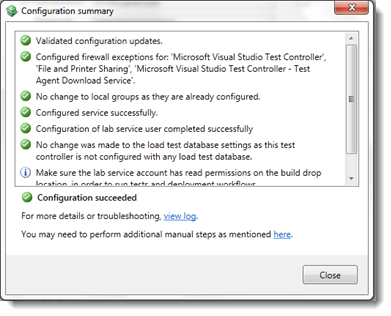 Configuration summary
Validated configuration updates.
Configured firewall exceptions for: 'Microsoft Visual Studio Test Controller',
'File and Printer Sharing', 'Microsoft Visual Studio Test Controller - Test
Agent Download Service'.
No change to local groups as they are already configured.
Configured service successfully.
Configuration of lab service user completed successfully
No change was made to the load test database settings as this test
controller is not configured with any load test database.
Make sure the lab service account has read permissions on the build drop
location, in order to run tests and deployment workflows
Configuration succeeded
For more details or troubleshooting, view log.
You may need to perform additional manual steps as mentioned here.
Close